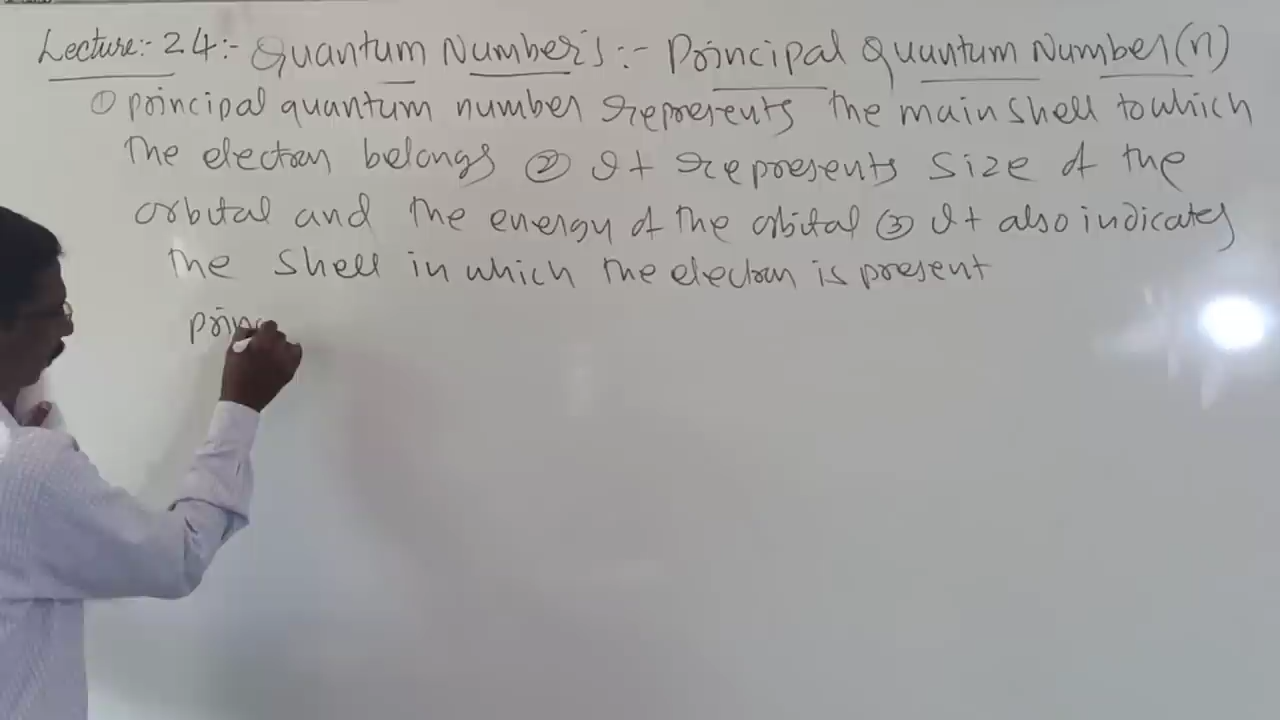 Lecture:- 24:- Quantum Number's:- Principal Quantum Number(n)
① principal quantum number represents the main shell to which
the electron belongs ② It represents size of the
orbital and the energy of the orbital ③ It also indicates
the shell in which the electron is present
prin